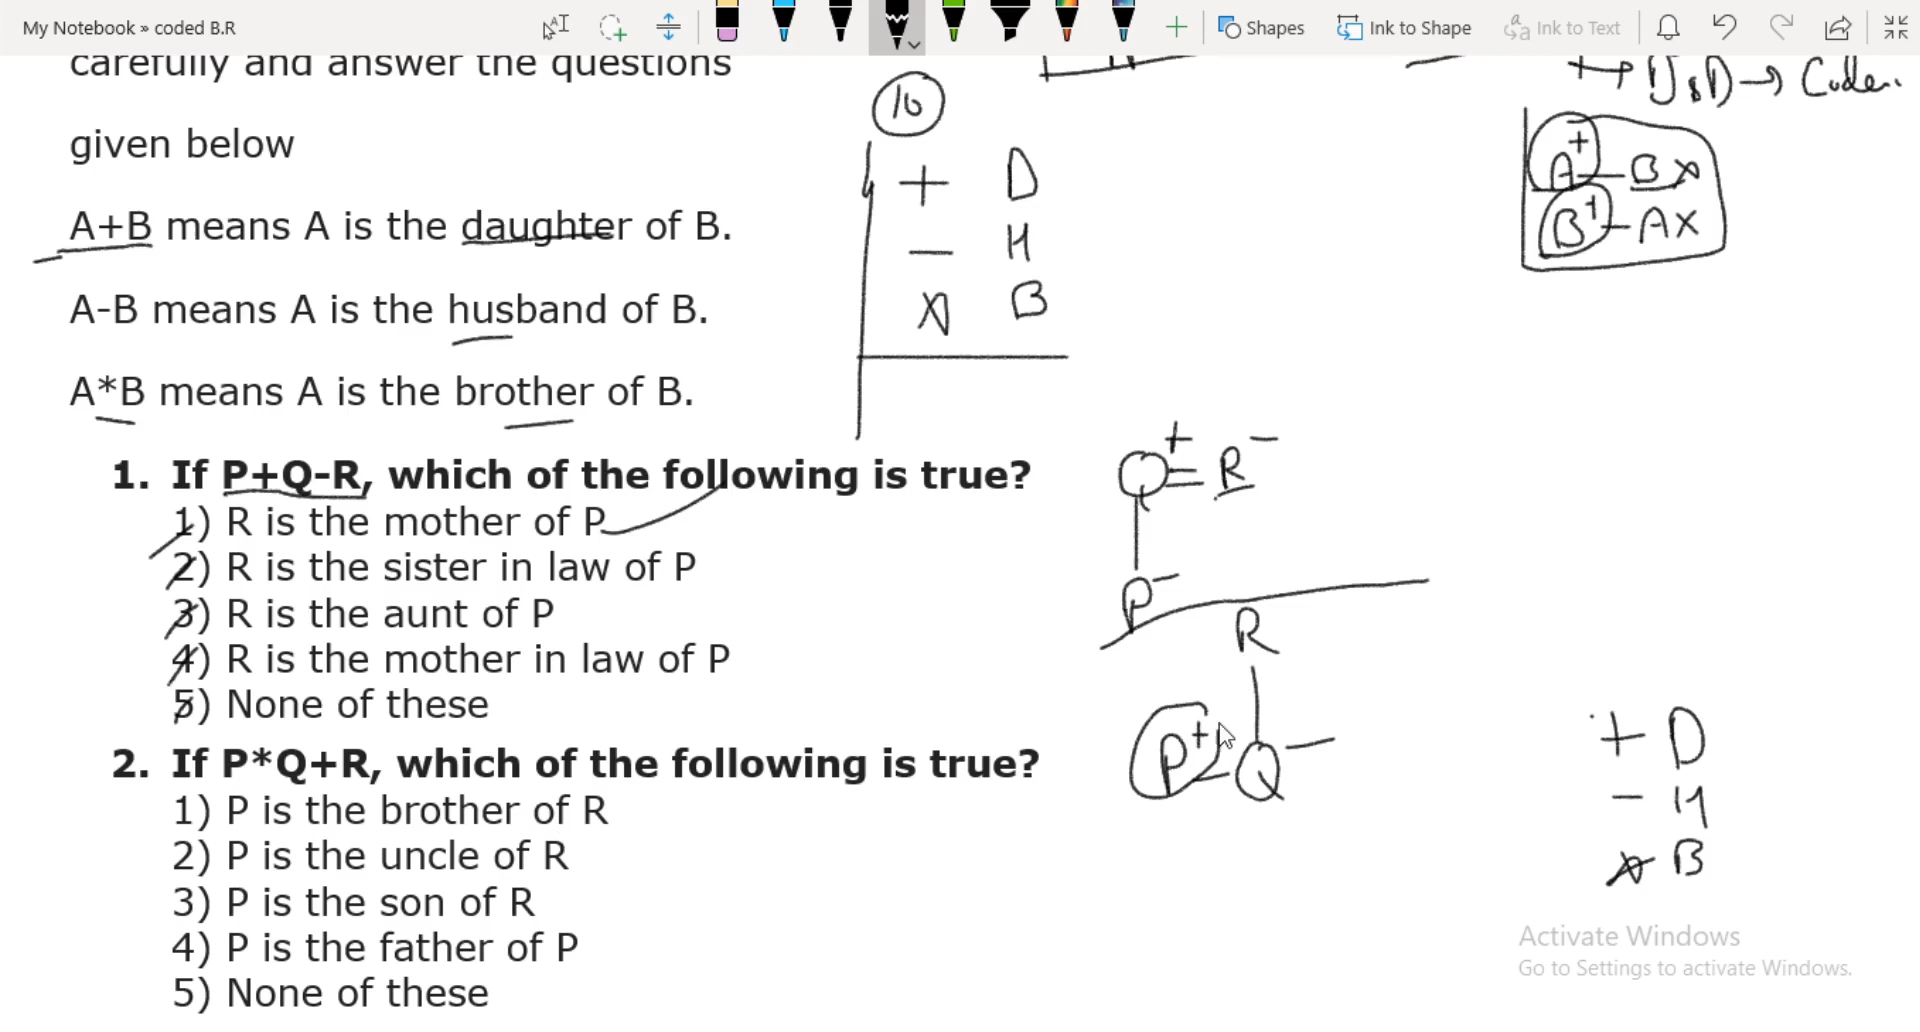 My Notebook » coded B.R
Shapes
Ink to Shape
Ink to Text
carefully and answer the questions
given below
A+B means A is the daughter of B.
A-B means A is the husband of B.
A*B means A is the brother of B.
1. If P+Q-R, which of the following is true?
1) R is the mother of P
2) R is the sister in law of P
3) R is the aunt of P
4) R is the mother in law of P
5) None of these
2. If P*Q+R, which of the following is true?
1) P is the brother of R
2) P is the uncle of R
3) P is the son of R
4) P is the father of P
5) None of these
10
+ D
- H
* B
A+ - B x
B+ - A x
Q+ = R-
P-
R
P+ - Q -
+ D
- H
* B
Activate Windows
Go to Settings to activate Windows.